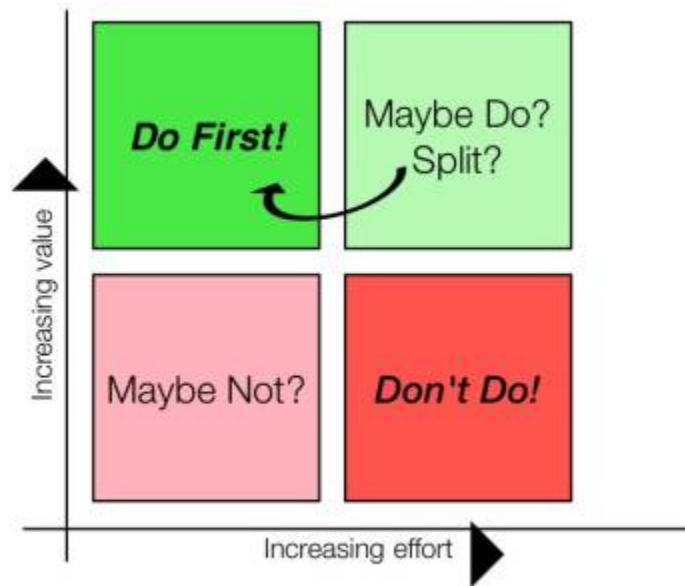 Do First!
Maybe Do?
Split?
Increasing value
Maybe Not?
Don't Do!
Increasing effort